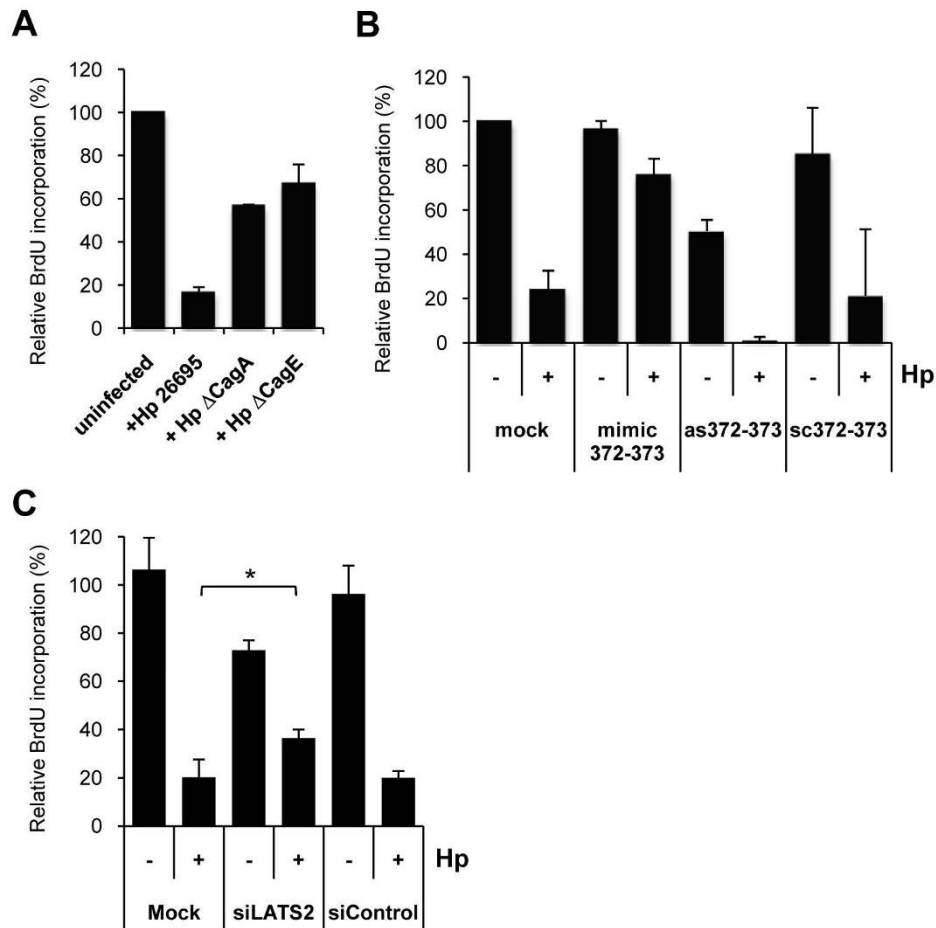 A
Relative BrdU incorporation (%)
120
100
80
60
40
20
0
uninfected
+Hp 26695
+ Hp ΔCagA
+ Hp ΔCagE
B
Relative BrdU incorporation (%)
120
100
80
60
40
20
0
- + - + - + - + Hp
mock mimic 372-373 as372-373 sc372-373
C
Relative BrdU incorporation (%)
120
100
80
60
40
20
0
*
- + - + - + Hp
Mock siLATS2 siControl